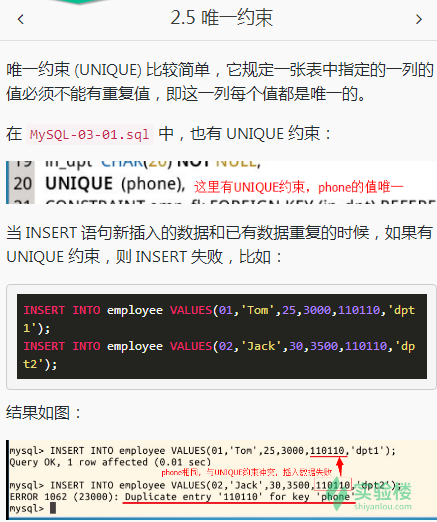 2.5 唯一约束
唯一约束 (UNIQUE) 比较简单，它规定一张表中指定的一列的
值必须不能有重复值，即这一列每个值都是唯一的。
在 MySQL-03-01.sql 中，也有 UNIQUE 约束：
19 in_dpt CHAR(20) NOT NULL,
20 UNIQUE (phone), 这里有UNIQUE约束，phone的值唯一
当 INSERT 语句新插入的数据和已有数据重复的时候，如果有
UNIQUE 约束，则 INSERT 失败，比如：
INSERT INTO employee VALUES(01,'Tom',25,3000,110110,'dpt
1');
INSERT INTO employee VALUES(02,'Jack',30,3500,110110,'dp
t2');
结果如图：
mysql> INSERT INTO employee VALUES(01,'Tom',25,3000,110110,'dpt1');
Query OK, 1 row affected (0.01 sec)
phone相同，与UNIQUE约束冲突，插入数据失败
mysql> INSERT INTO employee VALUES(02,'Jack',30,3500,110110,'dpt2');
ERROR 1062 (23000): Duplicate entry '110110' for key 'phone'
mysql>
实验楼
shiyanlou.com